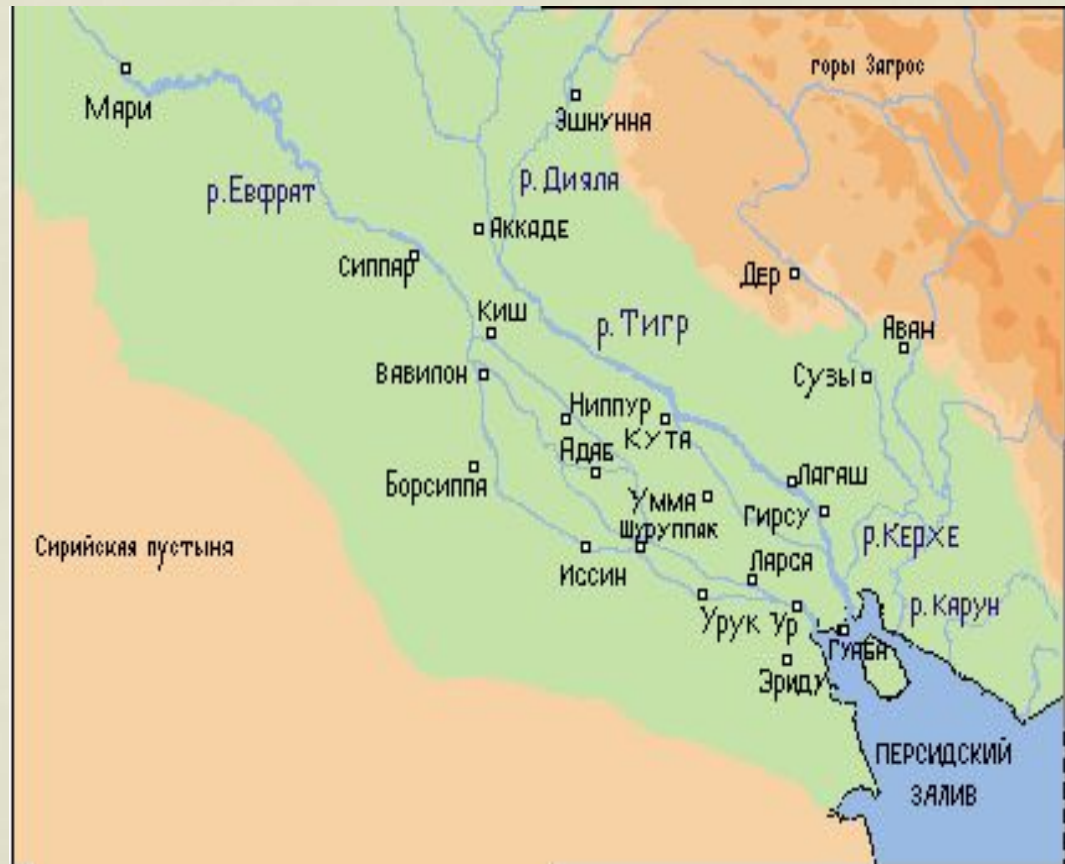 горы Загрос
Мари
Эшнунна
р. Дияла
р.Евфрат
Аккаде
Сиппар
Дер
Киш
р. Тигр
Аван
Вавилон
Сузы
Ниппур
Кута
Адаб
Борсиппа
Лагаш
Умма
Гирсу
Шуруппак
р.Керхе
Сирийская пустыня
Иссин
Ларса
р. Карун
Урук
Ур
Гуаба
Эриду
ПЕРСИДСКИЙ
ЗАЛИВ